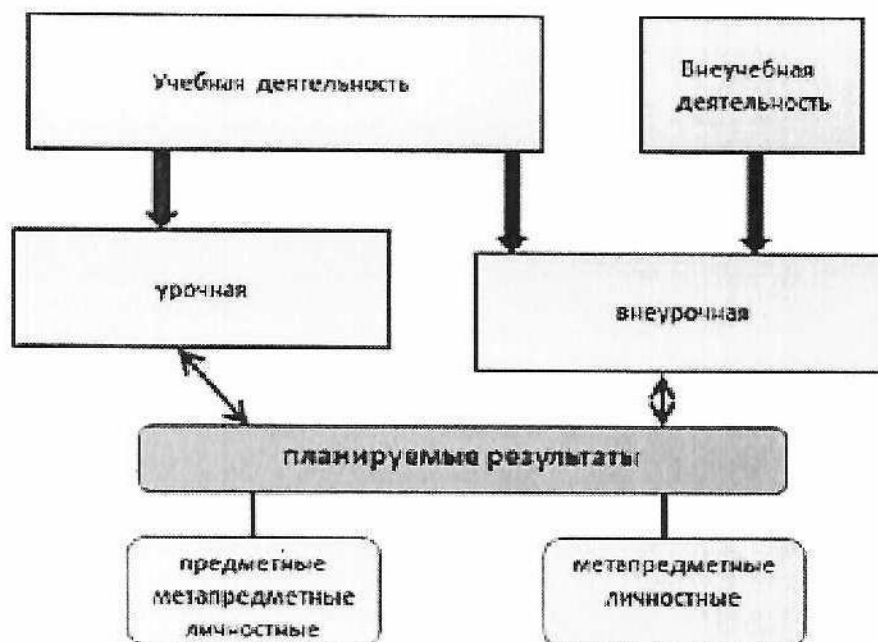 Учебная деятельность
Внеучебная
деятельность
урочная
внеурочная
планируемые результаты
предметные
метапредметные
личностные
метапредметные
личностные